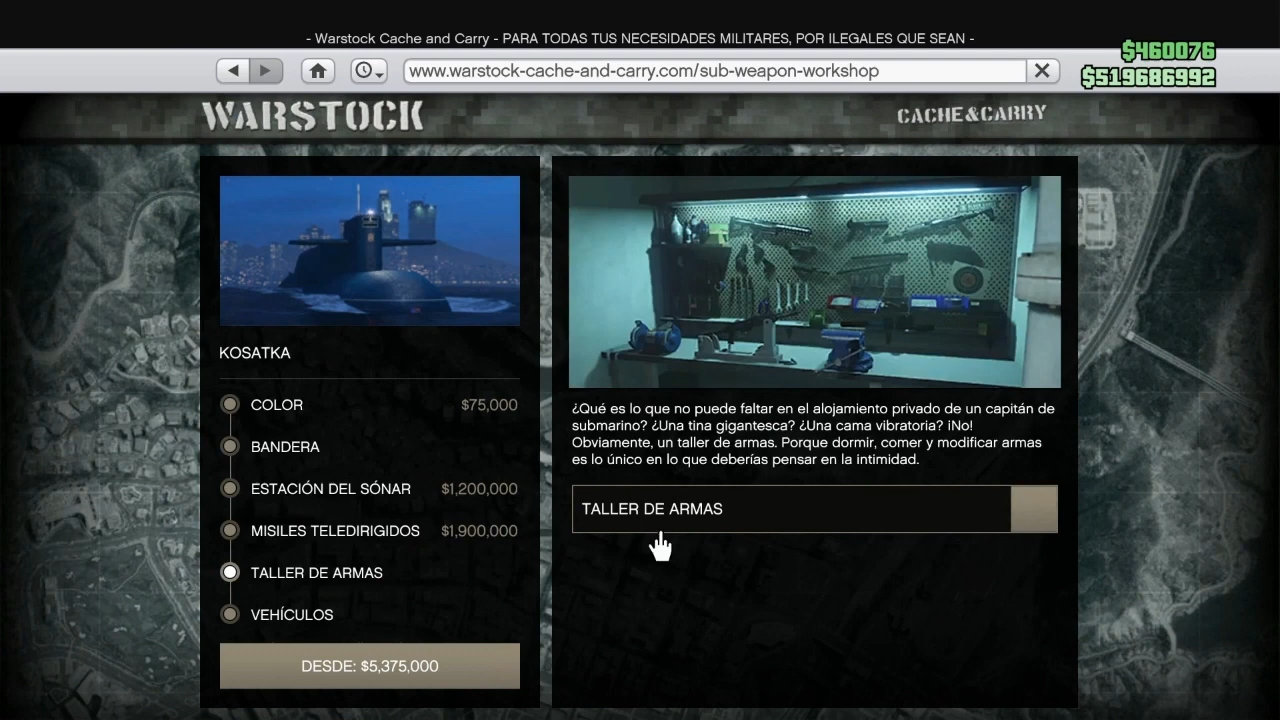 - Warstock Cache and Carry - PARA TODAS TUS NECESIDADES MILITARES, POR ILEGALES QUE SEAN -
$460076
www.warstock-cache-and-carry.com/sub-weapon-workshop
$519686992
WARSTOCK
CACHE&CARRY
KOSATKA
COLOR $75,000
BANDERA
ESTACIÓN DEL SÓNAR $1,200,000
MISILES TELEDIRIGIDOS $1,900,000
TALLER DE ARMAS
VEHÍCULOS
DESDE: $5,375,000
¿Qué es lo que no puede faltar en el alojamiento privado de un capitán de
submarino? ¿Una tina gigantesca? ¿Una cama vibratoria? ¡No!
Obviamente, un taller de armas. Porque dormir, comer y modificar armas
es lo único en lo que deberías pensar en la intimidad.
TALLER DE ARMAS